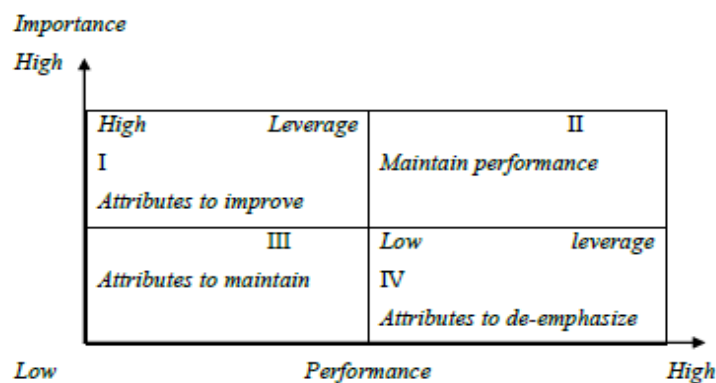 Importance
High
High Leverage
I
Attributes to improve
II
Maintain performance
III
Attributes to maintain
Low leverage
IV
Attributes to de-emphasize
Low Performance High